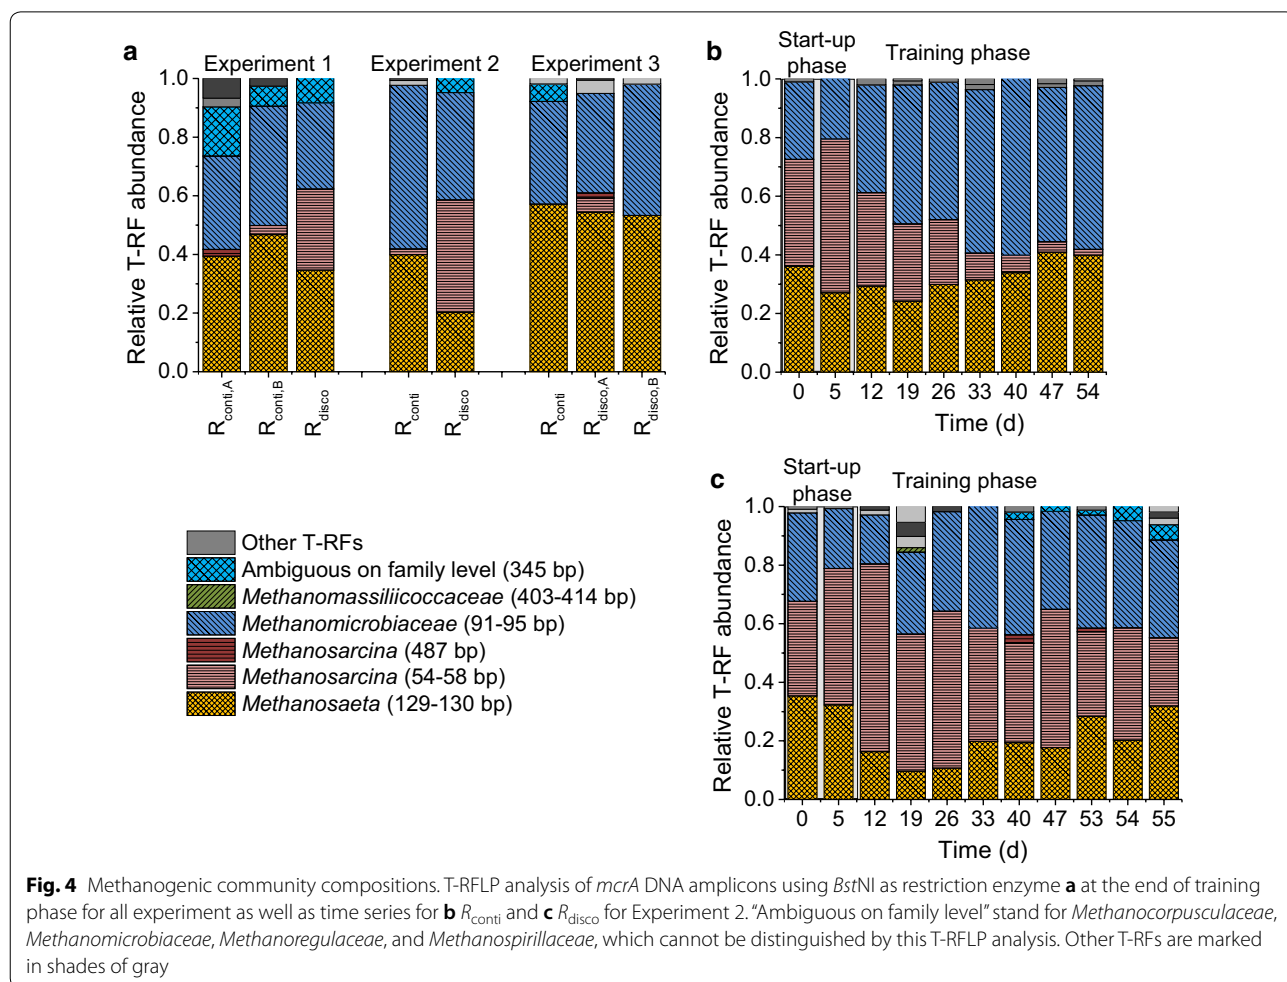 a
Experiment 1 Experiment 2 Experiment 3
Relative T-RF abundance
1.0
0.8
0.6
0.4
0.2
0.0
Rconti,A
Rconti,B
Rdisco
Rconti
Rdisco
Rconti
Rdisco,A
Rdisco,B
b
Start-up phase
Training phase
Relative T-RF abundance
1.0
0.8
0.6
0.4
0.2
0.0
0 5 12 19 26 33 40 47 54
Time (d)
Other T-RFs
Ambiguous on family level (345 bp)
Methanomassiliicoccaceae (403-414 bp)
Methanomicrobiaceae (91-95 bp)
Methanosarcina (487 bp)
Methanosarcina (54-58 bp)
Methanosaeta (129-130 bp)
c
Start-up phase
Training phase
Relative T-RF abundance
1.0
0.8
0.6
0.4
0.2
0.0
0 5 12 19 26 33 40 47 53 54 55
Time (d)
Fig. 4 Methanogenic community compositions. T-RFLP analysis of mcrA DNA amplicons using BstNI as restriction enzyme a at the end of training
phase for all experiment as well as time series for b Rconti and c Rdisco for Experiment 2. “Ambiguous on family level” stand for Methanocorpusculaceae,
Methanomicrobiaceae, Methanoregulaceae, and Methanospirillaceae, which cannot be distinguished by this T-RFLP analysis. Other T-RFs are marked
in shades of gray